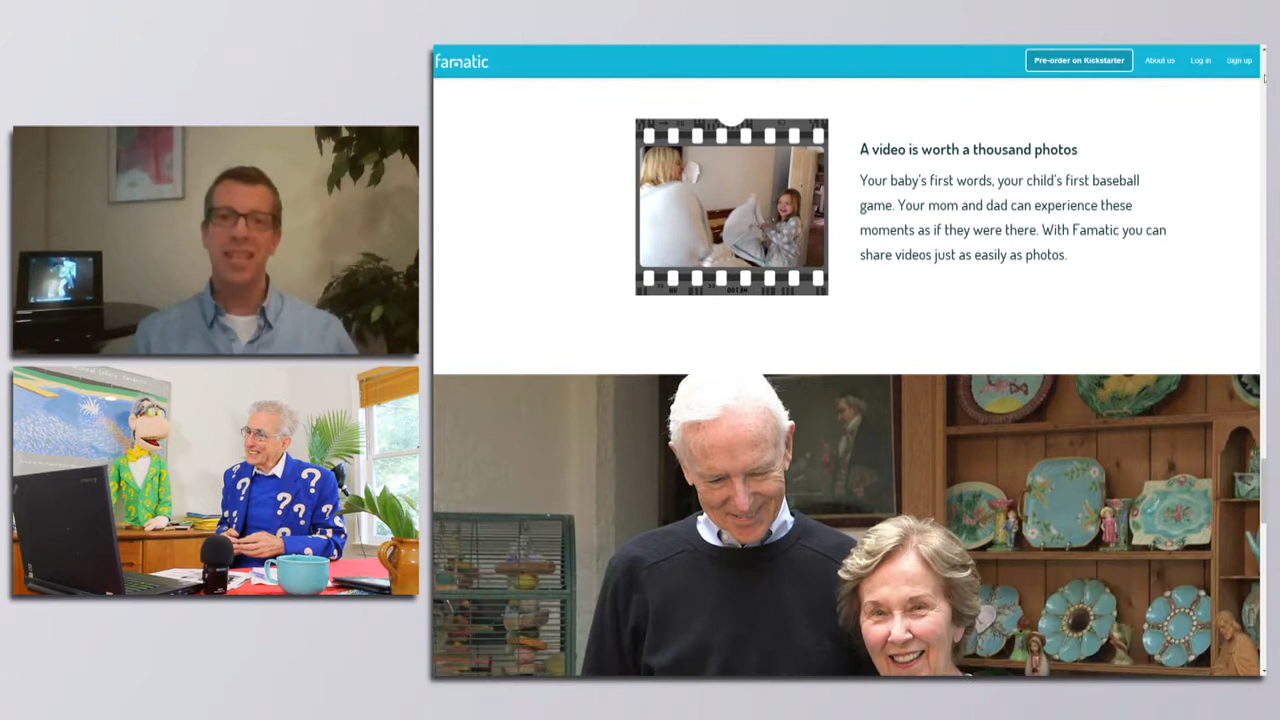 famatic
Pre-order on Kickstarter
About us
Log in
Sign up
A video is worth a thousand photos
Your baby's first words, your child's first baseball
game. Your mom and dad can experience these
moments as if they were there. With Famatic you can
share videos just as easily as photos.
? ? ? ? ?